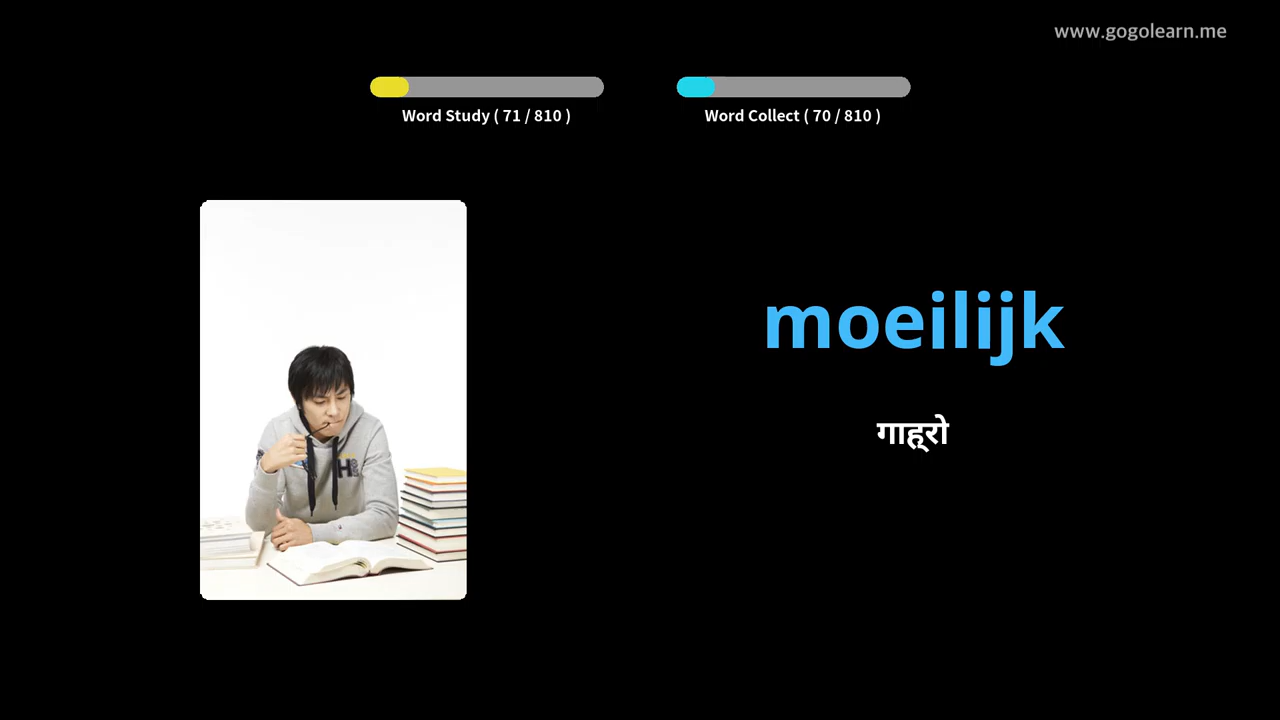 www.gogolearn.me
Word Study ( 71 / 810 )
Word Collect ( 70 / 810 )
moeilijk
गाह्रो
H